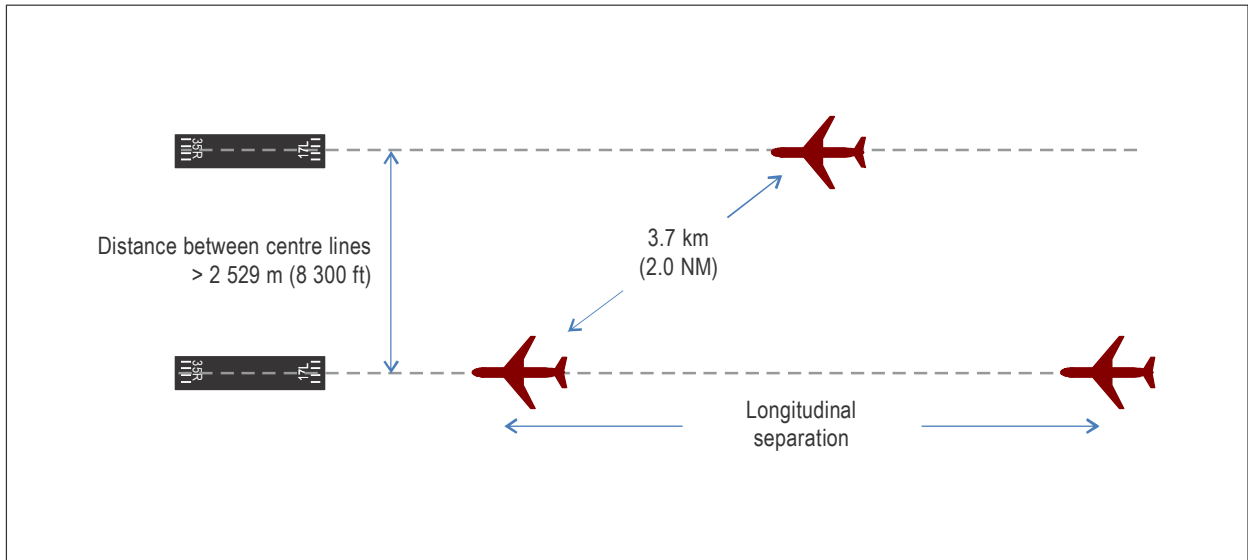 35R
17L
Distance between centre lines
> 2 529 m (8 300 ft)
3.7 km
(2.0 NM)
35R
17L
Longitudinal
separation